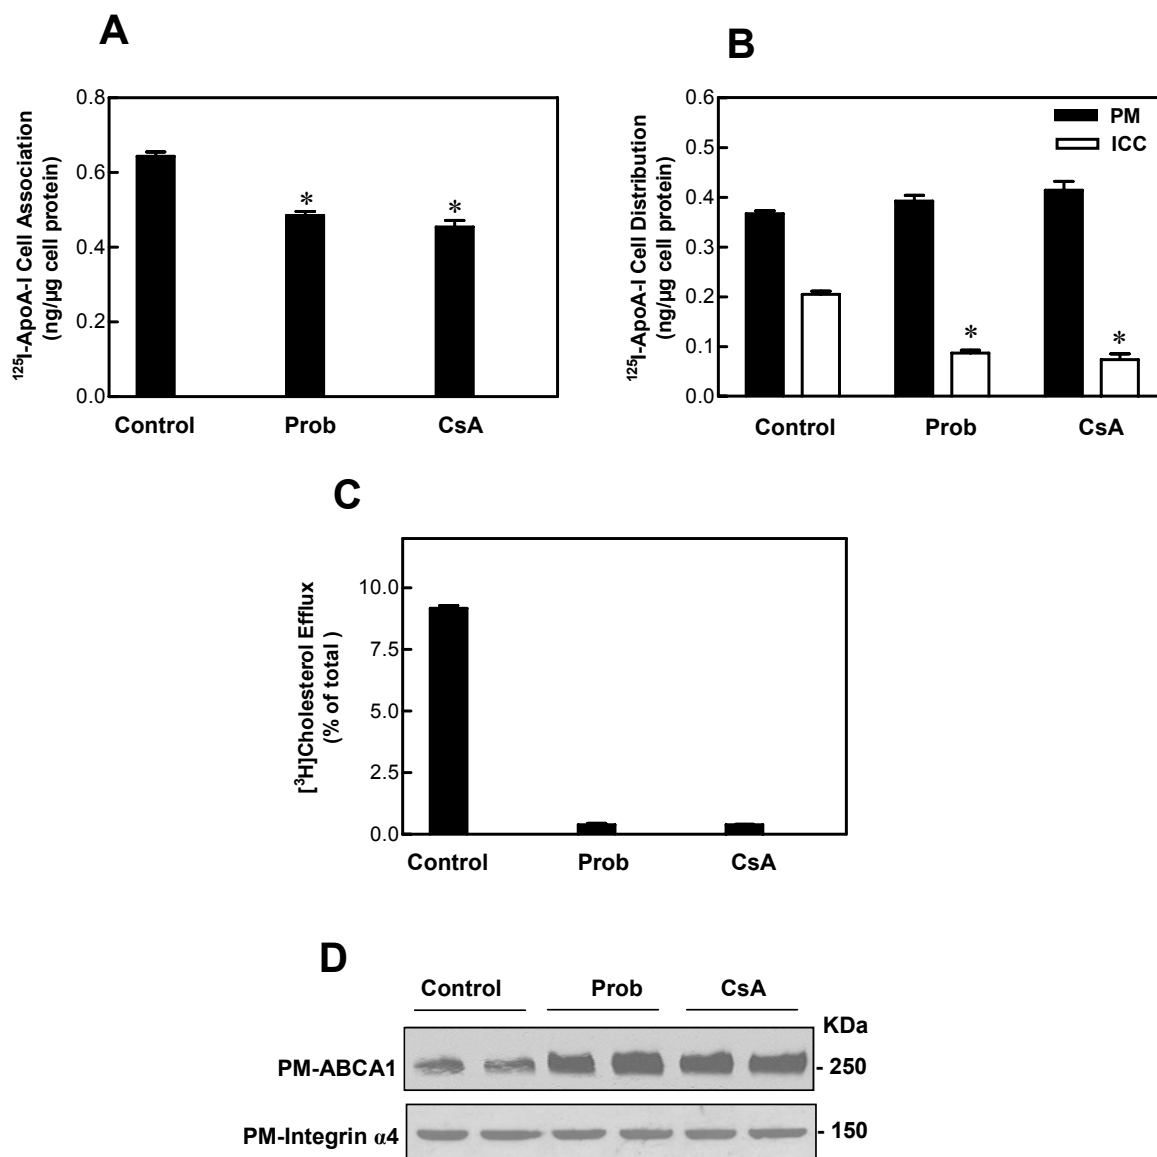 A
¹²⁵I-ApoA-I Cell Association
(ng/µg cell protein)
0.8
0.6
0.4
0.2
0.0
*
*
Control Prob CsA
B
¹²⁵I-ApoA-I Cell Distribution
(ng/µg cell protein)
0.6
0.5
0.4
0.3
0.2
0.1
0.0
PM
ICC
*
*
Control Prob CsA
C
[³H]Cholesterol Efflux
(% of total )
10.0
7.5
5.0
2.5
0.0
Control Prob CsA
D
Control Prob CsA
KDa
PM-ABCA1 - 250
PM-Integrin α4 - 150